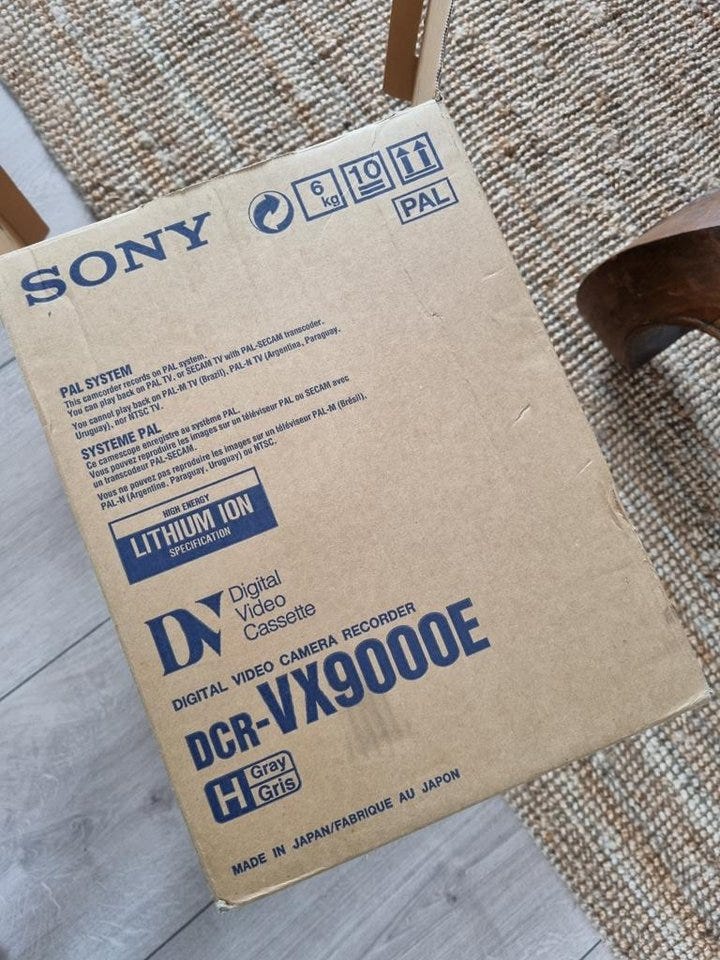 SONY
6 kg
10
PAL
PAL SYSTEM
This camcorder records on PAL system.
You can play back on PAL TV. or SECAM TV with PAL-SECAM transcoder.
You cannot play back on PAL-M TV (Brazil). PAL-N TV (Argentina, Paraguay,
Uruguay), nor NTSC TV.
SYSTEME PAL
Ce camescope enregistre au système PAL.
Vous pouvez reproduire les images sur un téléviseur PAL ou SECAM avec
un transcodeur PAL-SECAM.
Vous ne pouvez pas reproduire les images sur un téléviseur PAL-M (Brésil).
PAL-N (Argentine, Paraguay, Uruguay) ou NTSC.
HIGH ENERGY
LITHIUM ION
SPECIFICATION
DV Digital
Video
Cassette
DIGITAL VIDEO CAMERA RECORDER
DCR-VX9000E
H Gray
Gris
MADE IN JAPAN/FABRIQUE AU JAPON